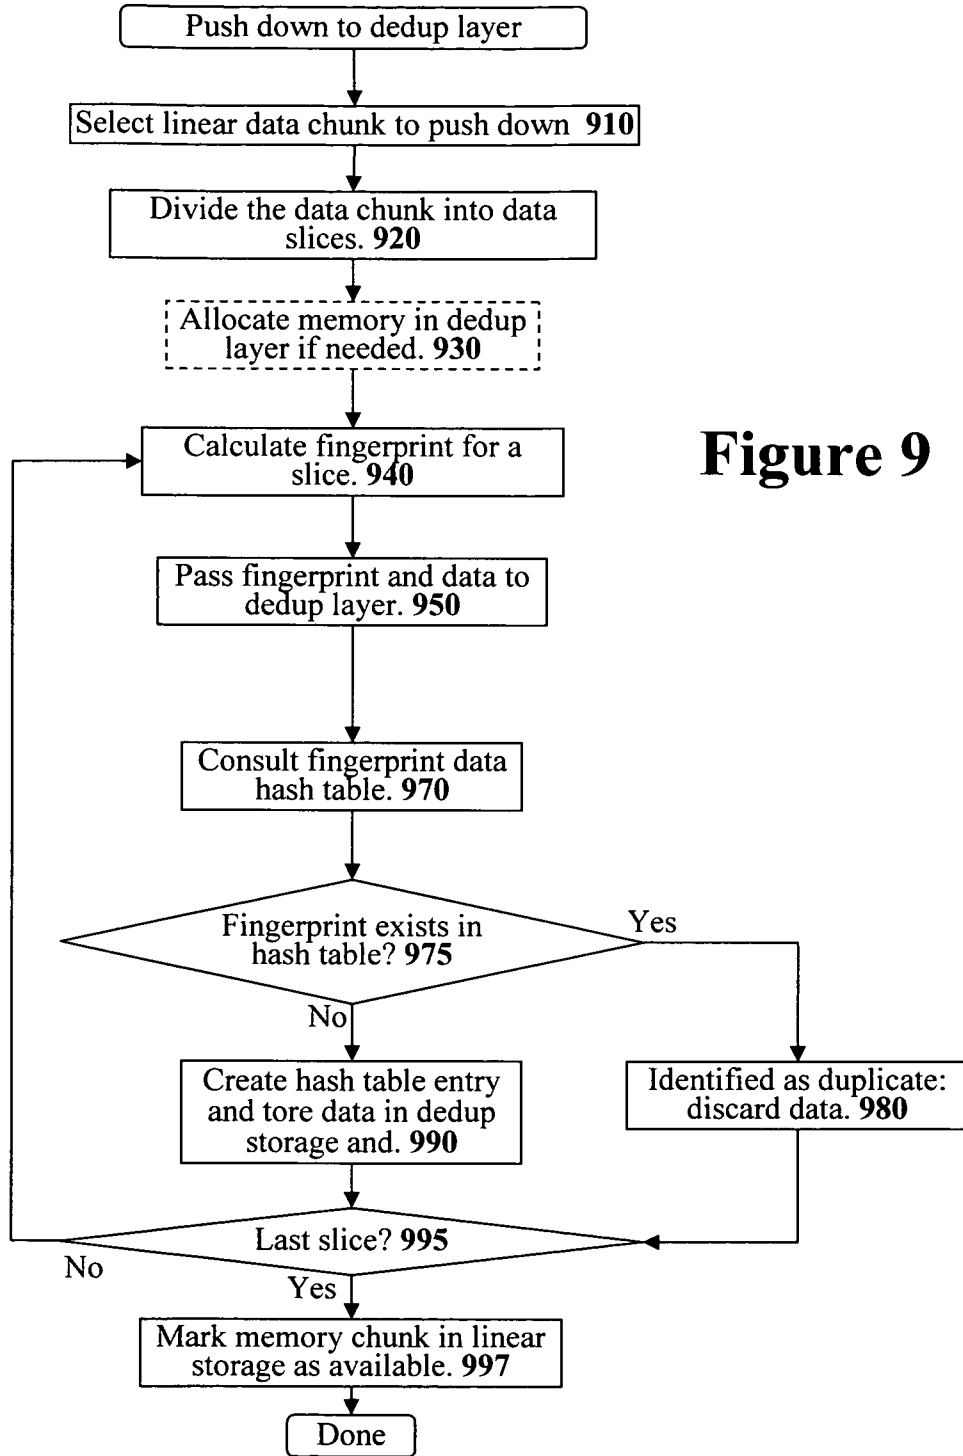 Push down to dedup layer
Select linear data chunk to push down 910
Divide the data chunk into data
slices. 920
Allocate memory in dedup
layer if needed. 930
Calculate fingerprint for a
slice. 940
Figure 9
Pass fingerprint and data to
dedup layer. 950
Consult fingerprint data
hash table. 970
Fingerprint exists in
hash table? 975
Yes
No
Create hash table entry
and tore data in dedup
storage and. 990
Identified as duplicate:
discard data. 980
Last slice? 995
No
Yes
Mark memory chunk in linear
storage as available. 997
Done